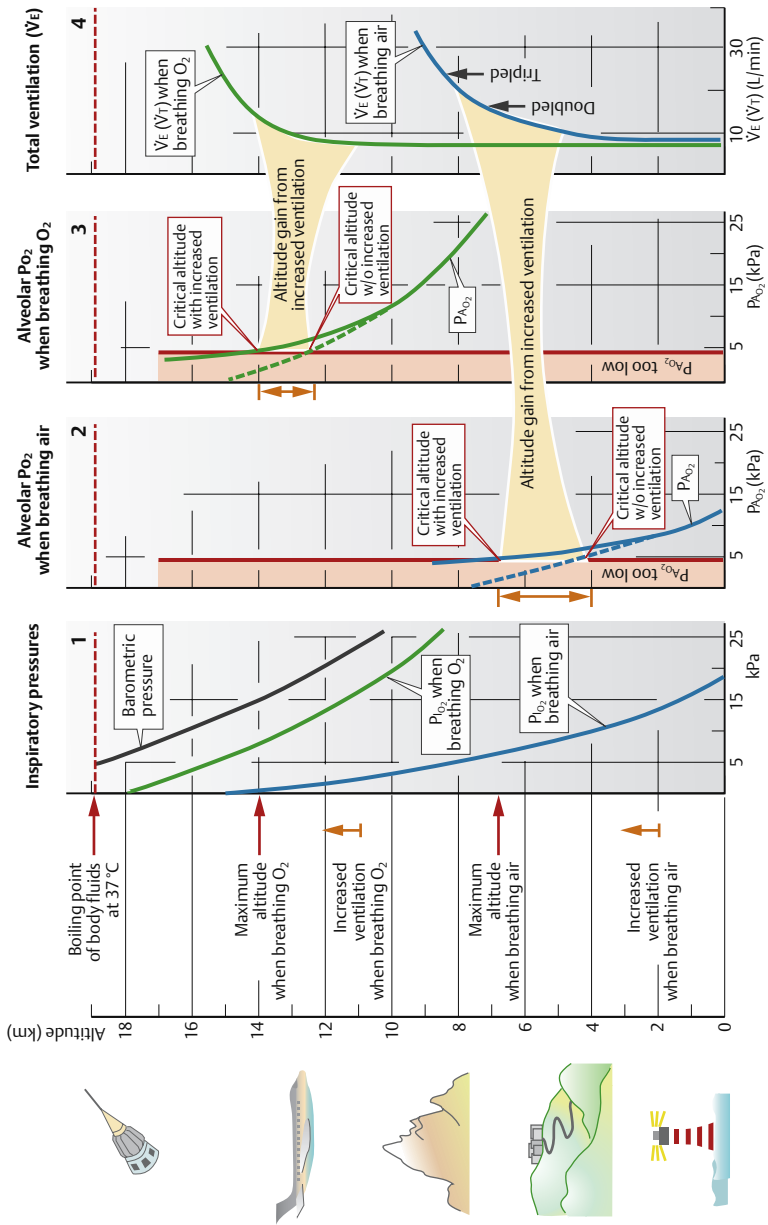 Inspiratory pressures
1
Boiling point
of body fluids
at 37 °C
Barometric
pressure
PIO2 when
breathing O2
PIO2 when
breathing air
Maximum
altitude
when breathing O2
Increased
ventilation
when breathing O2
Maximum
altitude
when breathing air
Increased
ventilation
when breathing air
Altitude (km)
18
16
14
12
10
8
6
4
2
0
5
15
25
kPa
Alveolar PO2
when breathing air
2
Critical altitude
with increased
ventilation
Critical
altitude
w/o increased
ventilation
PAO2
PAO2 too low
5
15
25
PAO2 (kPa)
Altitude gain from increased ventilation
Alveolar PO2
when breathing O2
3
Critical altitude
with increased
ventilation
Altitude gain from
increased ventilation
Critical
altitude
w/o increased
ventilation
PAO2
PAO2 too low
5
15
25
PAO2 (kPa)
Total ventilation (V̇E)
4
V̇E (V̇T) when
breathing O2
V̇E (V̇T) when
breathing air
Tripled
Doubled
10
30
V̇E (V̇T) (L/min)